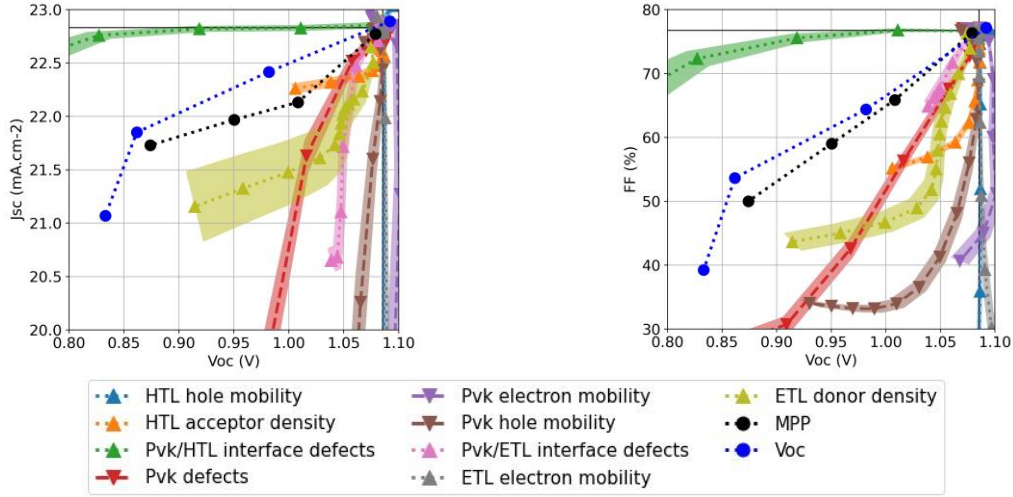 23.0
22.5
22.0
21.5
21.0
20.5
20.0
Jsc (mA.cm-2)
0.80 0.85 0.90 0.95 1.00 1.05 1.10
Voc (V)
80
70
60
50
40
30
FF (%)
0.80 0.85 0.90 0.95 1.00 1.05 1.10
Voc (V)
HTL hole mobility
HTL acceptor density
Pvk/HTL interface defects
Pvk defects
Pvk electron mobility
Pvk hole mobility
Pvk/ETL interface defects
ETL electron mobility
ETL donor density
MPP
Voc